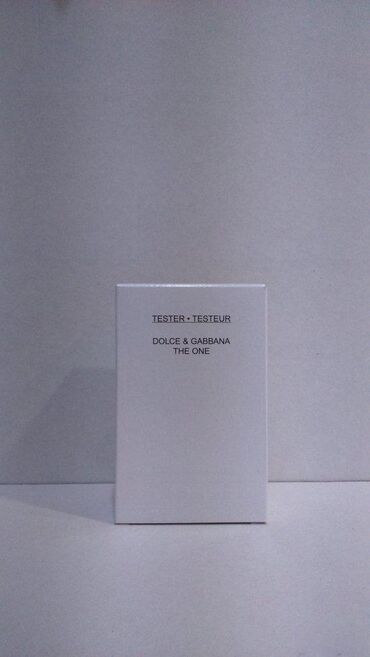 TESTER • TESTEUR
DOLCE & GABBANA
THE ONE